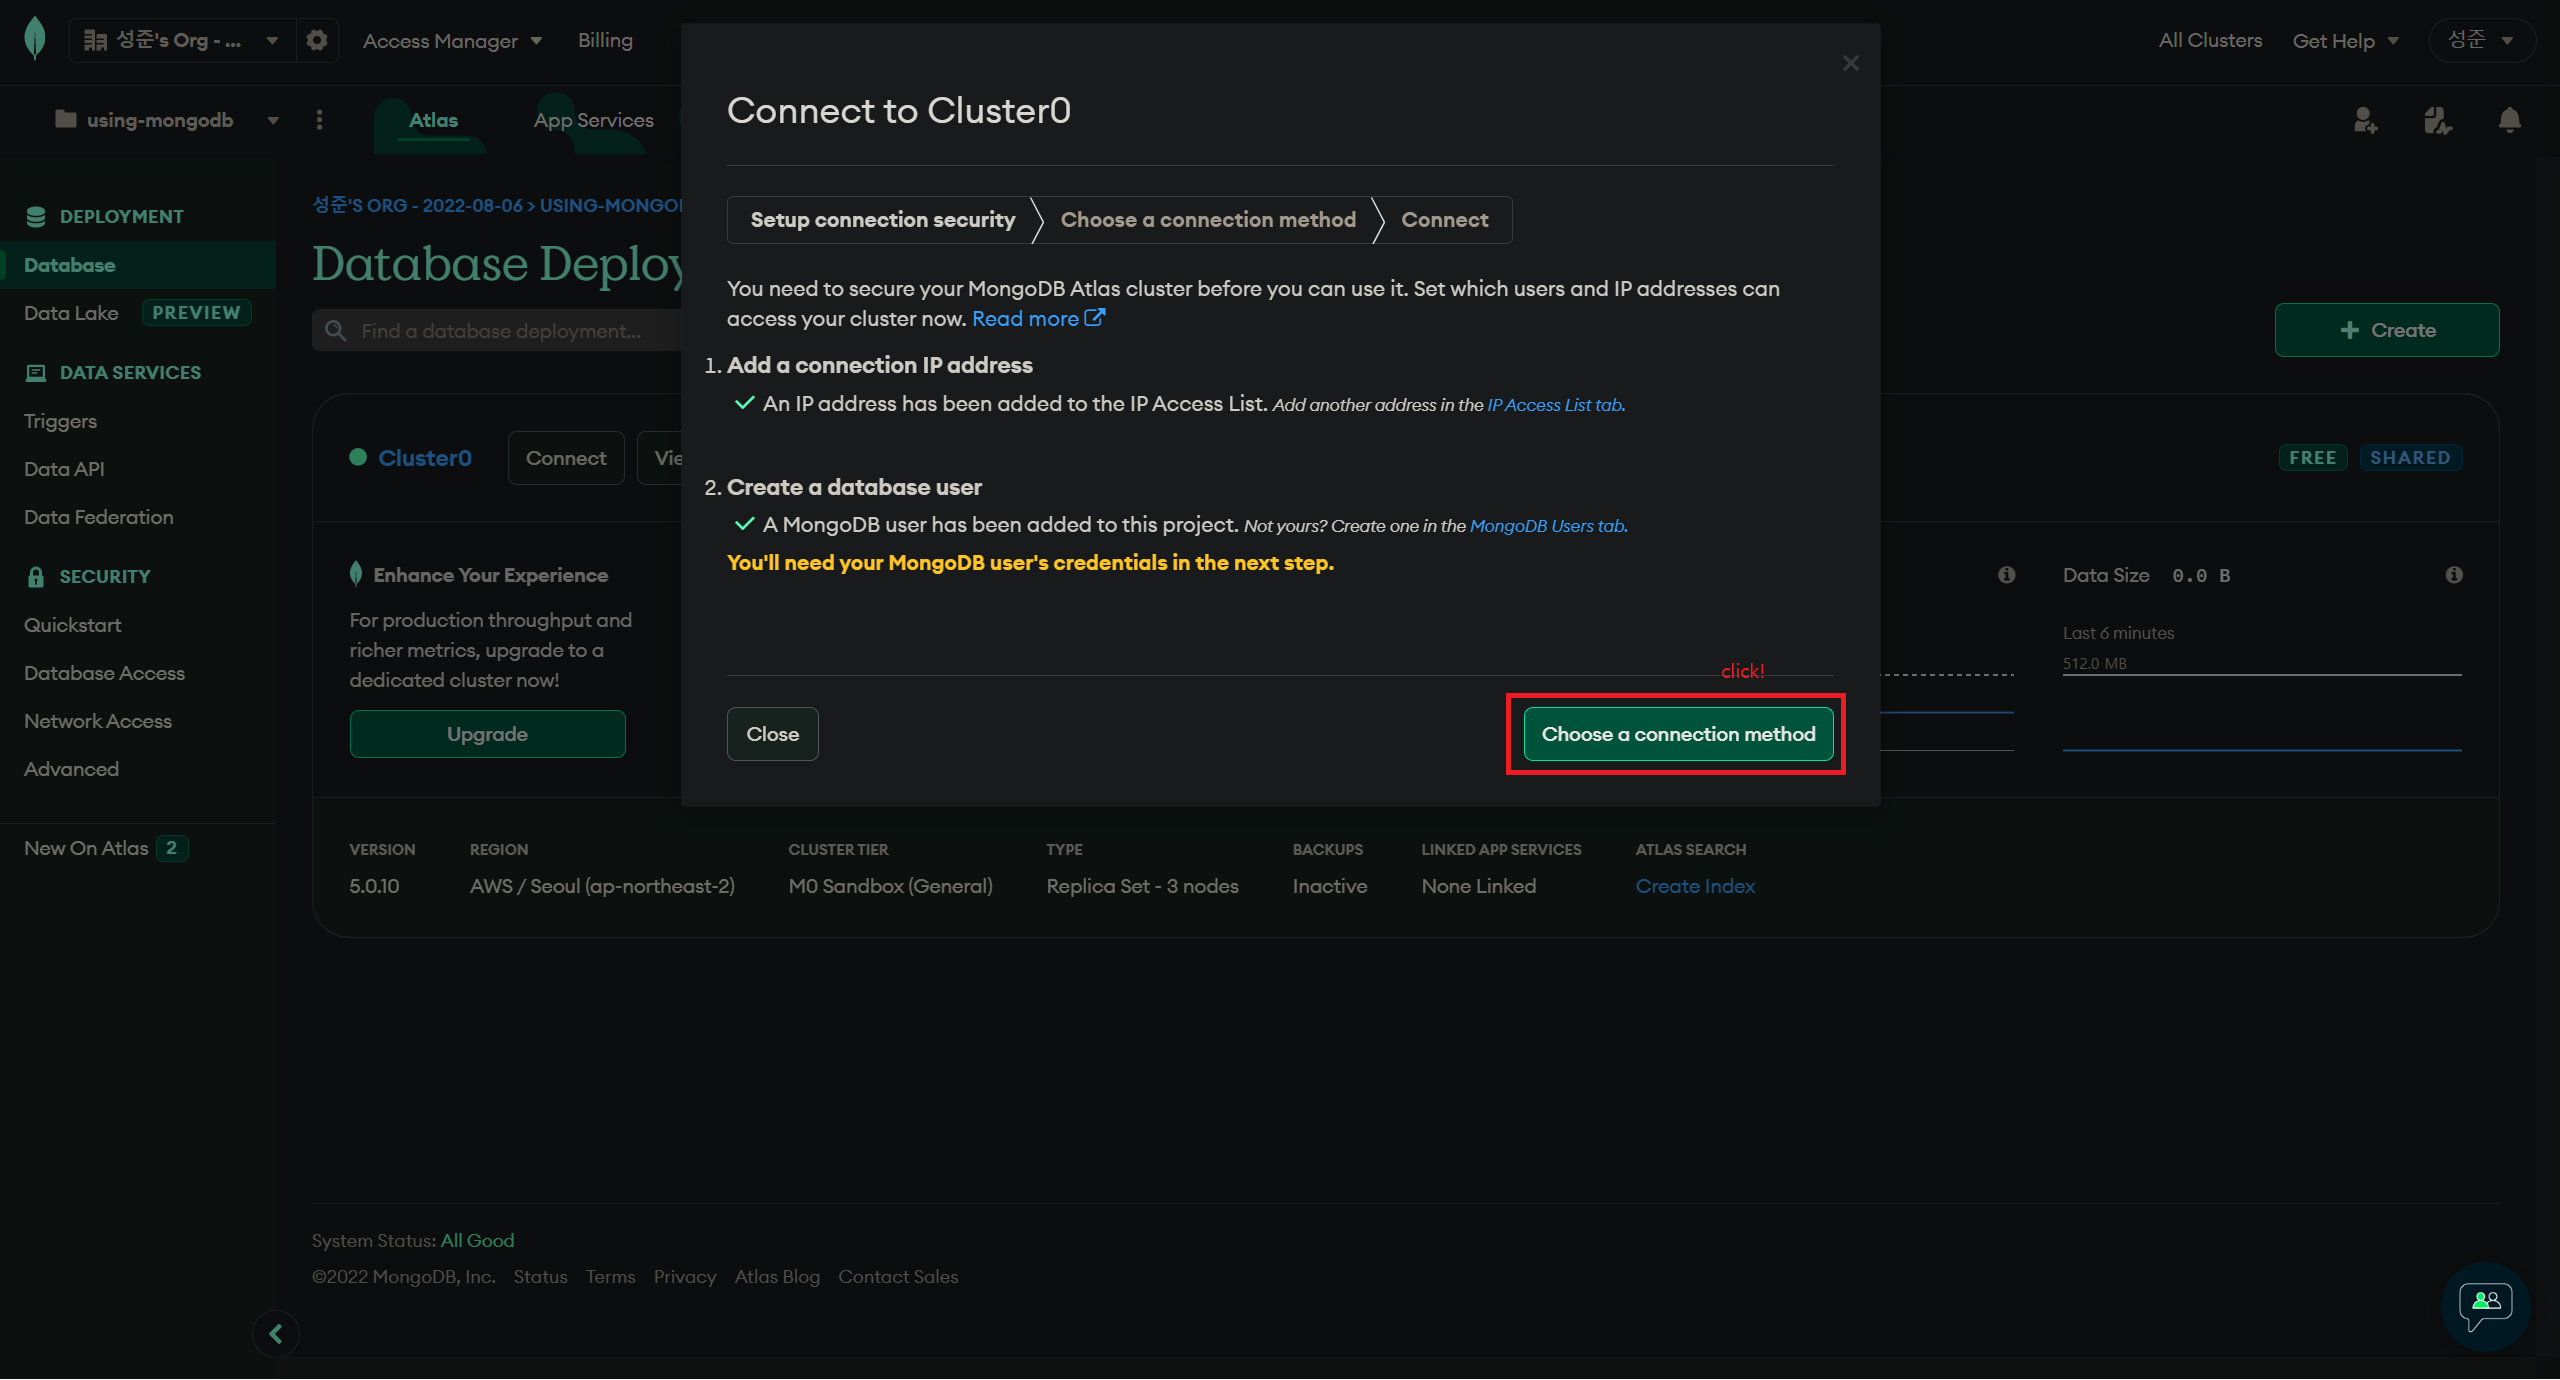 성준's Org - ...
Access Manager
Billing
All Clusters
Get Help
성준
using-mongodb
Atlas
App Services
DEPLOYMENT
Database
Data Lake PREVIEW
DATA SERVICES
Triggers
Data API
Data Federation
SECURITY
Quickstart
Database Access
Network Access
Advanced
New On Atlas 2
성준'S ORG - 2022-08-06 > USING-MONGO
Database Deploy
Find a database deployment...
Create
Cluster0
Connect
Vie
FREE
SHARED
Enhance Your Experience
For production throughput and
richer metrics, upgrade to a
dedicated cluster now!
Upgrade
Data Size 0.0 B
Last 6 minutes
512.0 MB
VERSION
5.0.10
REGION
AWS / Seoul (ap-northeast-2)
CLUSTER TIER
M0 Sandbox (General)
TYPE
Replica Set - 3 nodes
BACKUPS
Inactive
LINKED APP SERVICES
None Linked
ATLAS SEARCH
Create Index
Connect to Cluster0
Setup connection security
Choose a connection method
Connect
You need to secure your MongoDB Atlas cluster before you can use it. Set which users and IP addresses can
access your cluster now. Read more
1. Add a connection IP address
An IP address has been added to the IP Access List. Add another address in the IP Access List tab.
2. Create a database user
A MongoDB user has been added to this project. Not yours? Create one in the MongoDB Users tab.
You'll need your MongoDB user's credentials in the next step.
click!
Close
Choose a connection method
System Status: All Good
©2022 MongoDB, Inc. Status Terms Privacy Atlas Blog Contact Sales